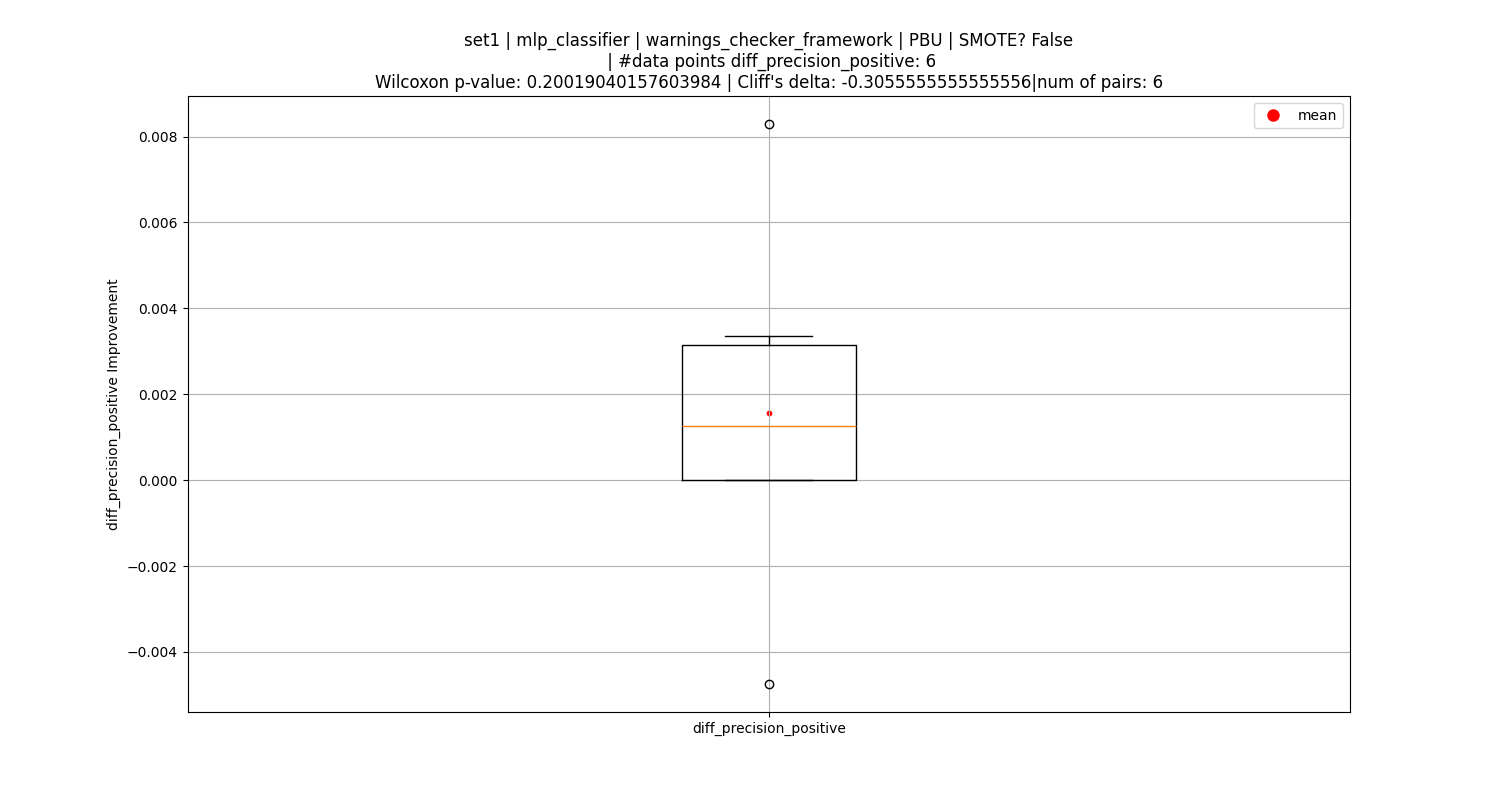 set1 | mlp_classifier | warnings_checker_framework | PBU | SMOTE? False
| #data points diff_precision_positive: 6
Wilcoxon p-value: 0.20019040157603984 | Cliff's delta: -0.3055555555555556|num of pairs: 6
mean
0.008
0.006
0.004
0.002
0.000
−0.002
−0.004
diff_precision_positive Improvement
diff_precision_positive